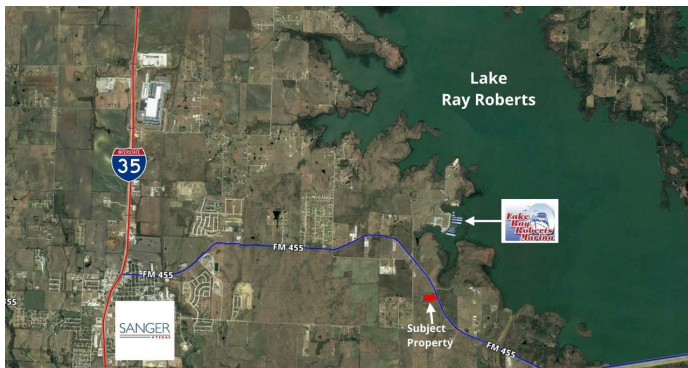 Lake
Ray Roberts
INTERSTATE
35
Lake
Ray
Roberts
Marina
FM 455
FM 455
455
SANGER
TEXAS
Subject
Property
FM 455